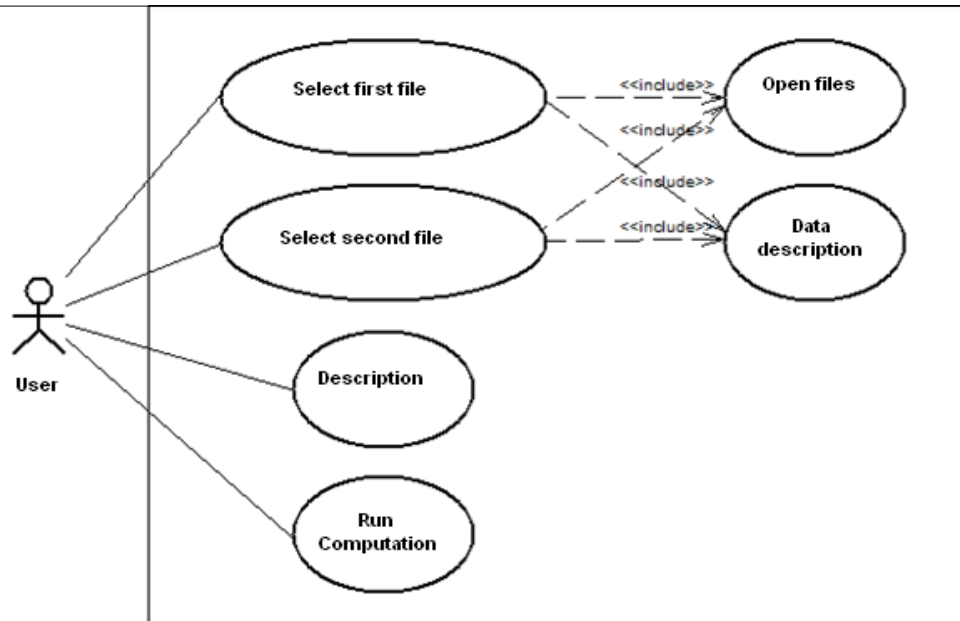 Select first file
<<include>>
Open files
<<include>>
<<include>>
Select second file
<<include>>
Data
description
User
Description
Run
Computation